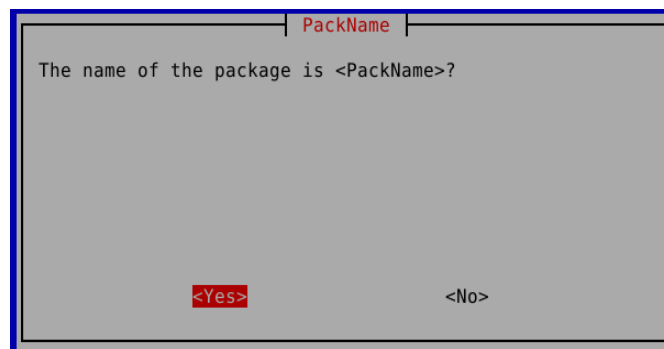 PackName
The name of the package is <PackName>?
<Yes> <No>